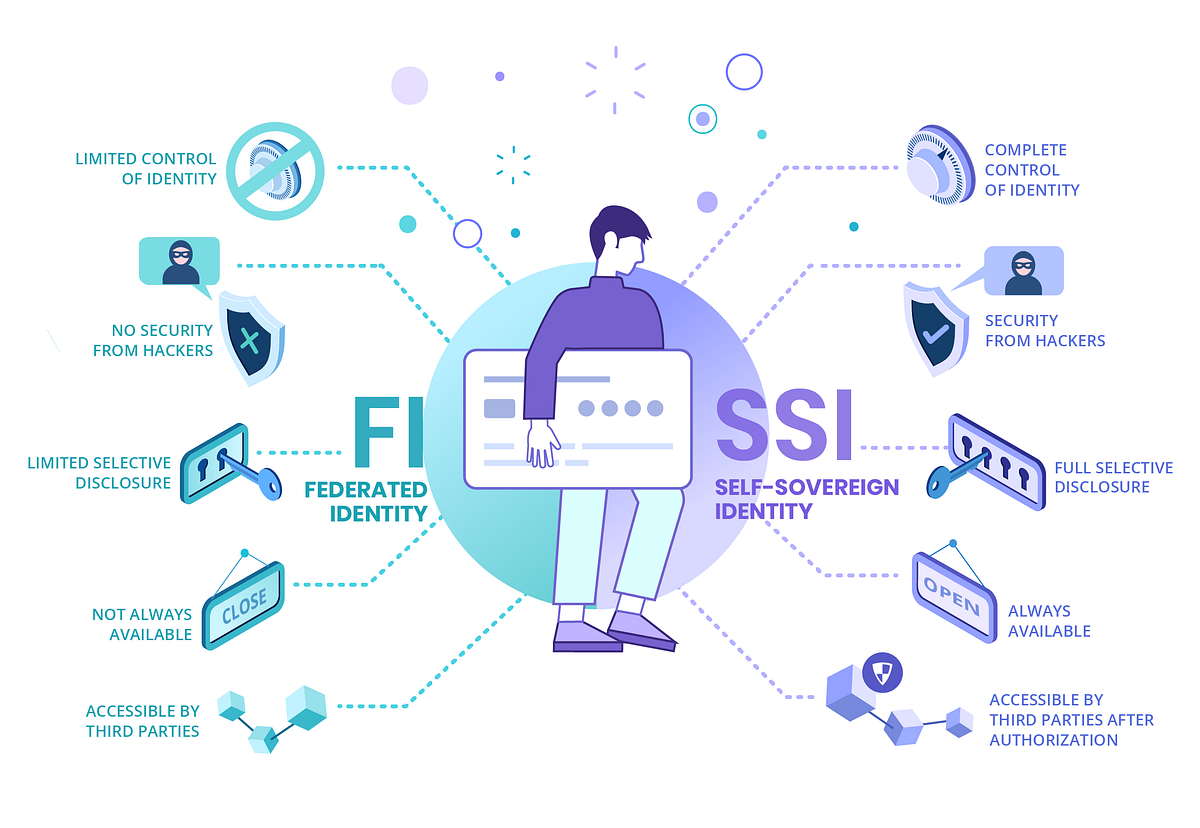 LIMITED CONTROL
OF IDENTITY
NO SECURITY
FROM HACKERS
FI
FEDERATED
IDENTITY
LIMITED SELECTIVE
DISCLOSURE
CLOSE
NOT ALWAYS
AVAILABLE
ACCESSIBLE BY
THIRD PARTIES
COMPLETE
CONTROL
OF IDENTITY
SECURITY
FROM HACKERS
SSI
SELF-SOVEREIGN
IDENTITY
FULL SELECTIVE
DISCLOSURE
OPEN
ALWAYS
AVAILABLE
ACCESSIBLE BY
THIRD PARTIES AFTER
AUTHORIZATION